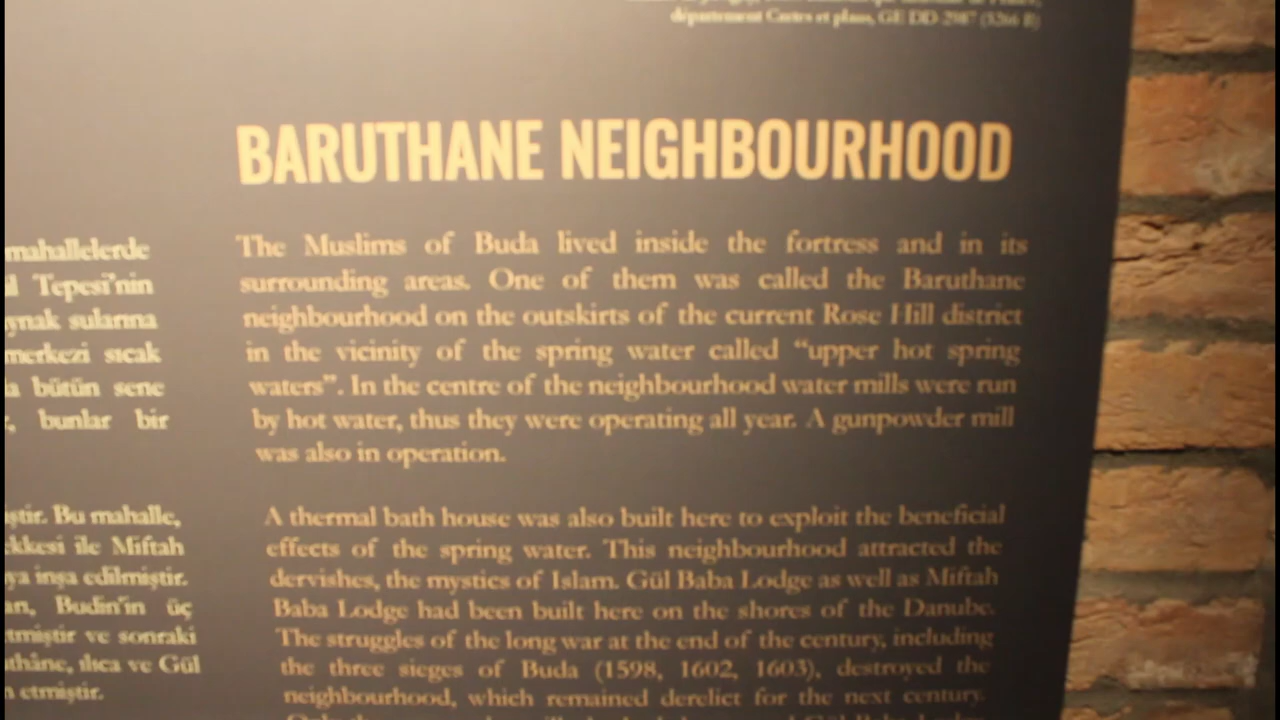 département Cartes et plans, GE DD-2987 (3266 B)
BARUTHANE NEIGHBOURHOOD
mahallelerde
Tepesi'nin
sularına
merkezi sıcak
bütün sene
bunlar bir
Bu mahalle,
ile Miftah
inşa edilmiştir.
Budin'in üç
ve sonraki
ılıca ve Gül
etmiştir.
The Muslims of Buda lived inside the fortress and in its
surrounding areas. One of them was called the Baruthane
neighbourhood on the outskirts of the current Rose Hill district
in the vicinity of the spring water called “upper hot spring
waters”. In the centre of the neighbourhood water mills were run
by hot water, thus they were operating all year. A gunpowder mill
was also in operation.
A thermal bath house was also built here to exploit the beneficial
effects of the spring water. This neighbourhood attracted the
dervishes, the mystics of Islam. Gül Baba Lodge as well as Miftah
Baba Lodge had been built here on the shores of the Danube.
The struggles of the long war at the end of the century, including
the three sieges of Buda (1598, 1602, 1603), destroyed the
neighbourhood, which remained derelict for the next century.